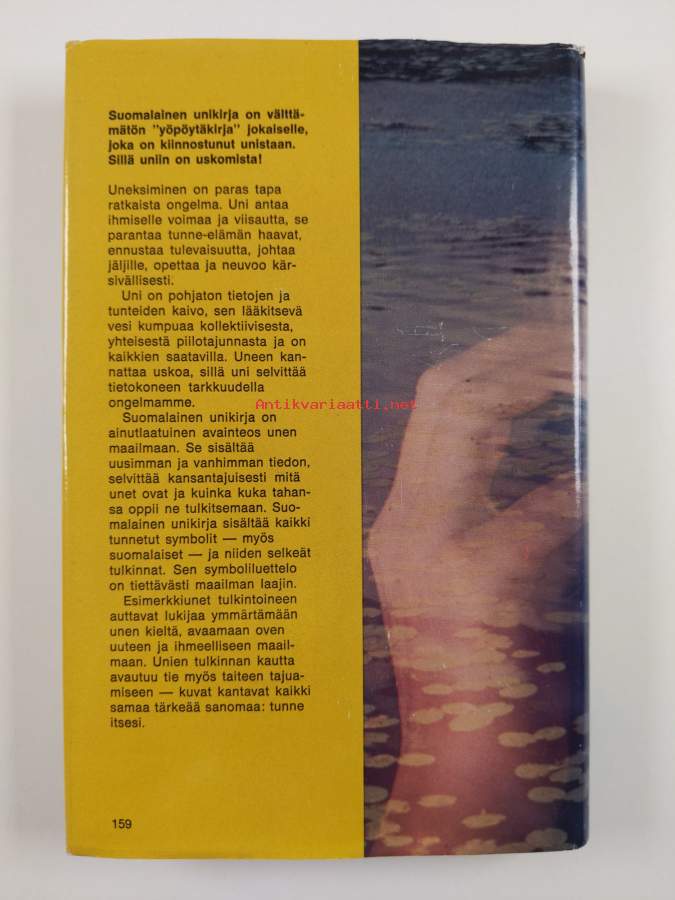 Suomalainen unikirja on välttä-
mätön "yöpöytäkirja" jokaiselle,
joka on kiinnostunut unistaan.
Sillä uniin on uskomista!
Uneksiminen on paras tapa
ratkaista ongelma. Uni antaa
ihmiselle voimaa ja viisautta, se
parantaa tunne-elämän haavat,
ennustaa tulevaisuutta, johtaa
jäljille, opettaa ja neuvoo kär-
sivällisesti.
Uni on pohjaton tietojen ja
tunteiden kaivo, sen lääkitsevä
vesi kumpuaa kollektiivisesta,
yhteisestä piilotajunnasta ja on
kaikkien saatavilla. Uneen kan-
nattaa uskoa, sillä uni selvittää
tietokoneen tarkkuudella
ongelmamme.
Antikvariaatti.net
Suomalainen unikirja on
ainutlaatuinen avainteos unen
maailmaan. Se sisältää
uusimman ja vanhimman tiedon,
selvittää kansantajuisesti mitä
unet ovat ja kuinka kuka tahan-
sa oppii ne tulkitsemaan. Suo-
malainen unikirja sisältää kaikki
tunnetut symbolit — myös
suomalaiset — ja niiden selkeät
tulkinnat. Sen symboliluettelo
on tiettävästi maailman laajin.
Esimerkkiunet tulkintoineen
auttavat lukijaa ymmärtämään
unen kieltä, avaamaan oven
uuteen ja ihmeelliseen maail-
maan. Unien tulkinnan kautta
avautuu tie myös taiteen tajua-
miseen — kuvat kantavat kaikki
samaa tärkeää sanomaa: tunne
itsesi.
159